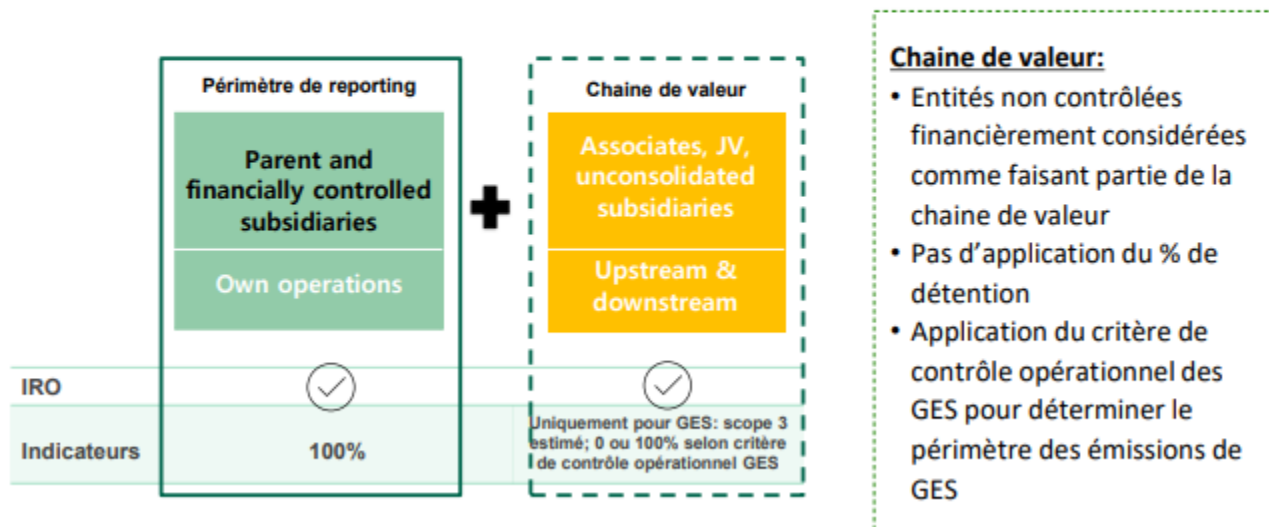 Périmètre de reporting
Parent and
financially controlled
subsidiaries
Own operations
Chaine de valeur
Associates, JV,
unconsolidated
subsidiaries
Upstream &
downstream
IRO
Indicateurs
100%
Uniquement pour GES: scope 3
estimé; 0 ou 100% selon critère
de contrôle opérationnel GES
Chaine de valeur:
• Entités non contrôlées
financièrement considérées
comme faisant partie de la
chaine de valeur
• Pas d’application du % de
détention
• Application du critère de
contrôle opérationnel des
GES pour déterminer le
périmètre des émissions de
GES